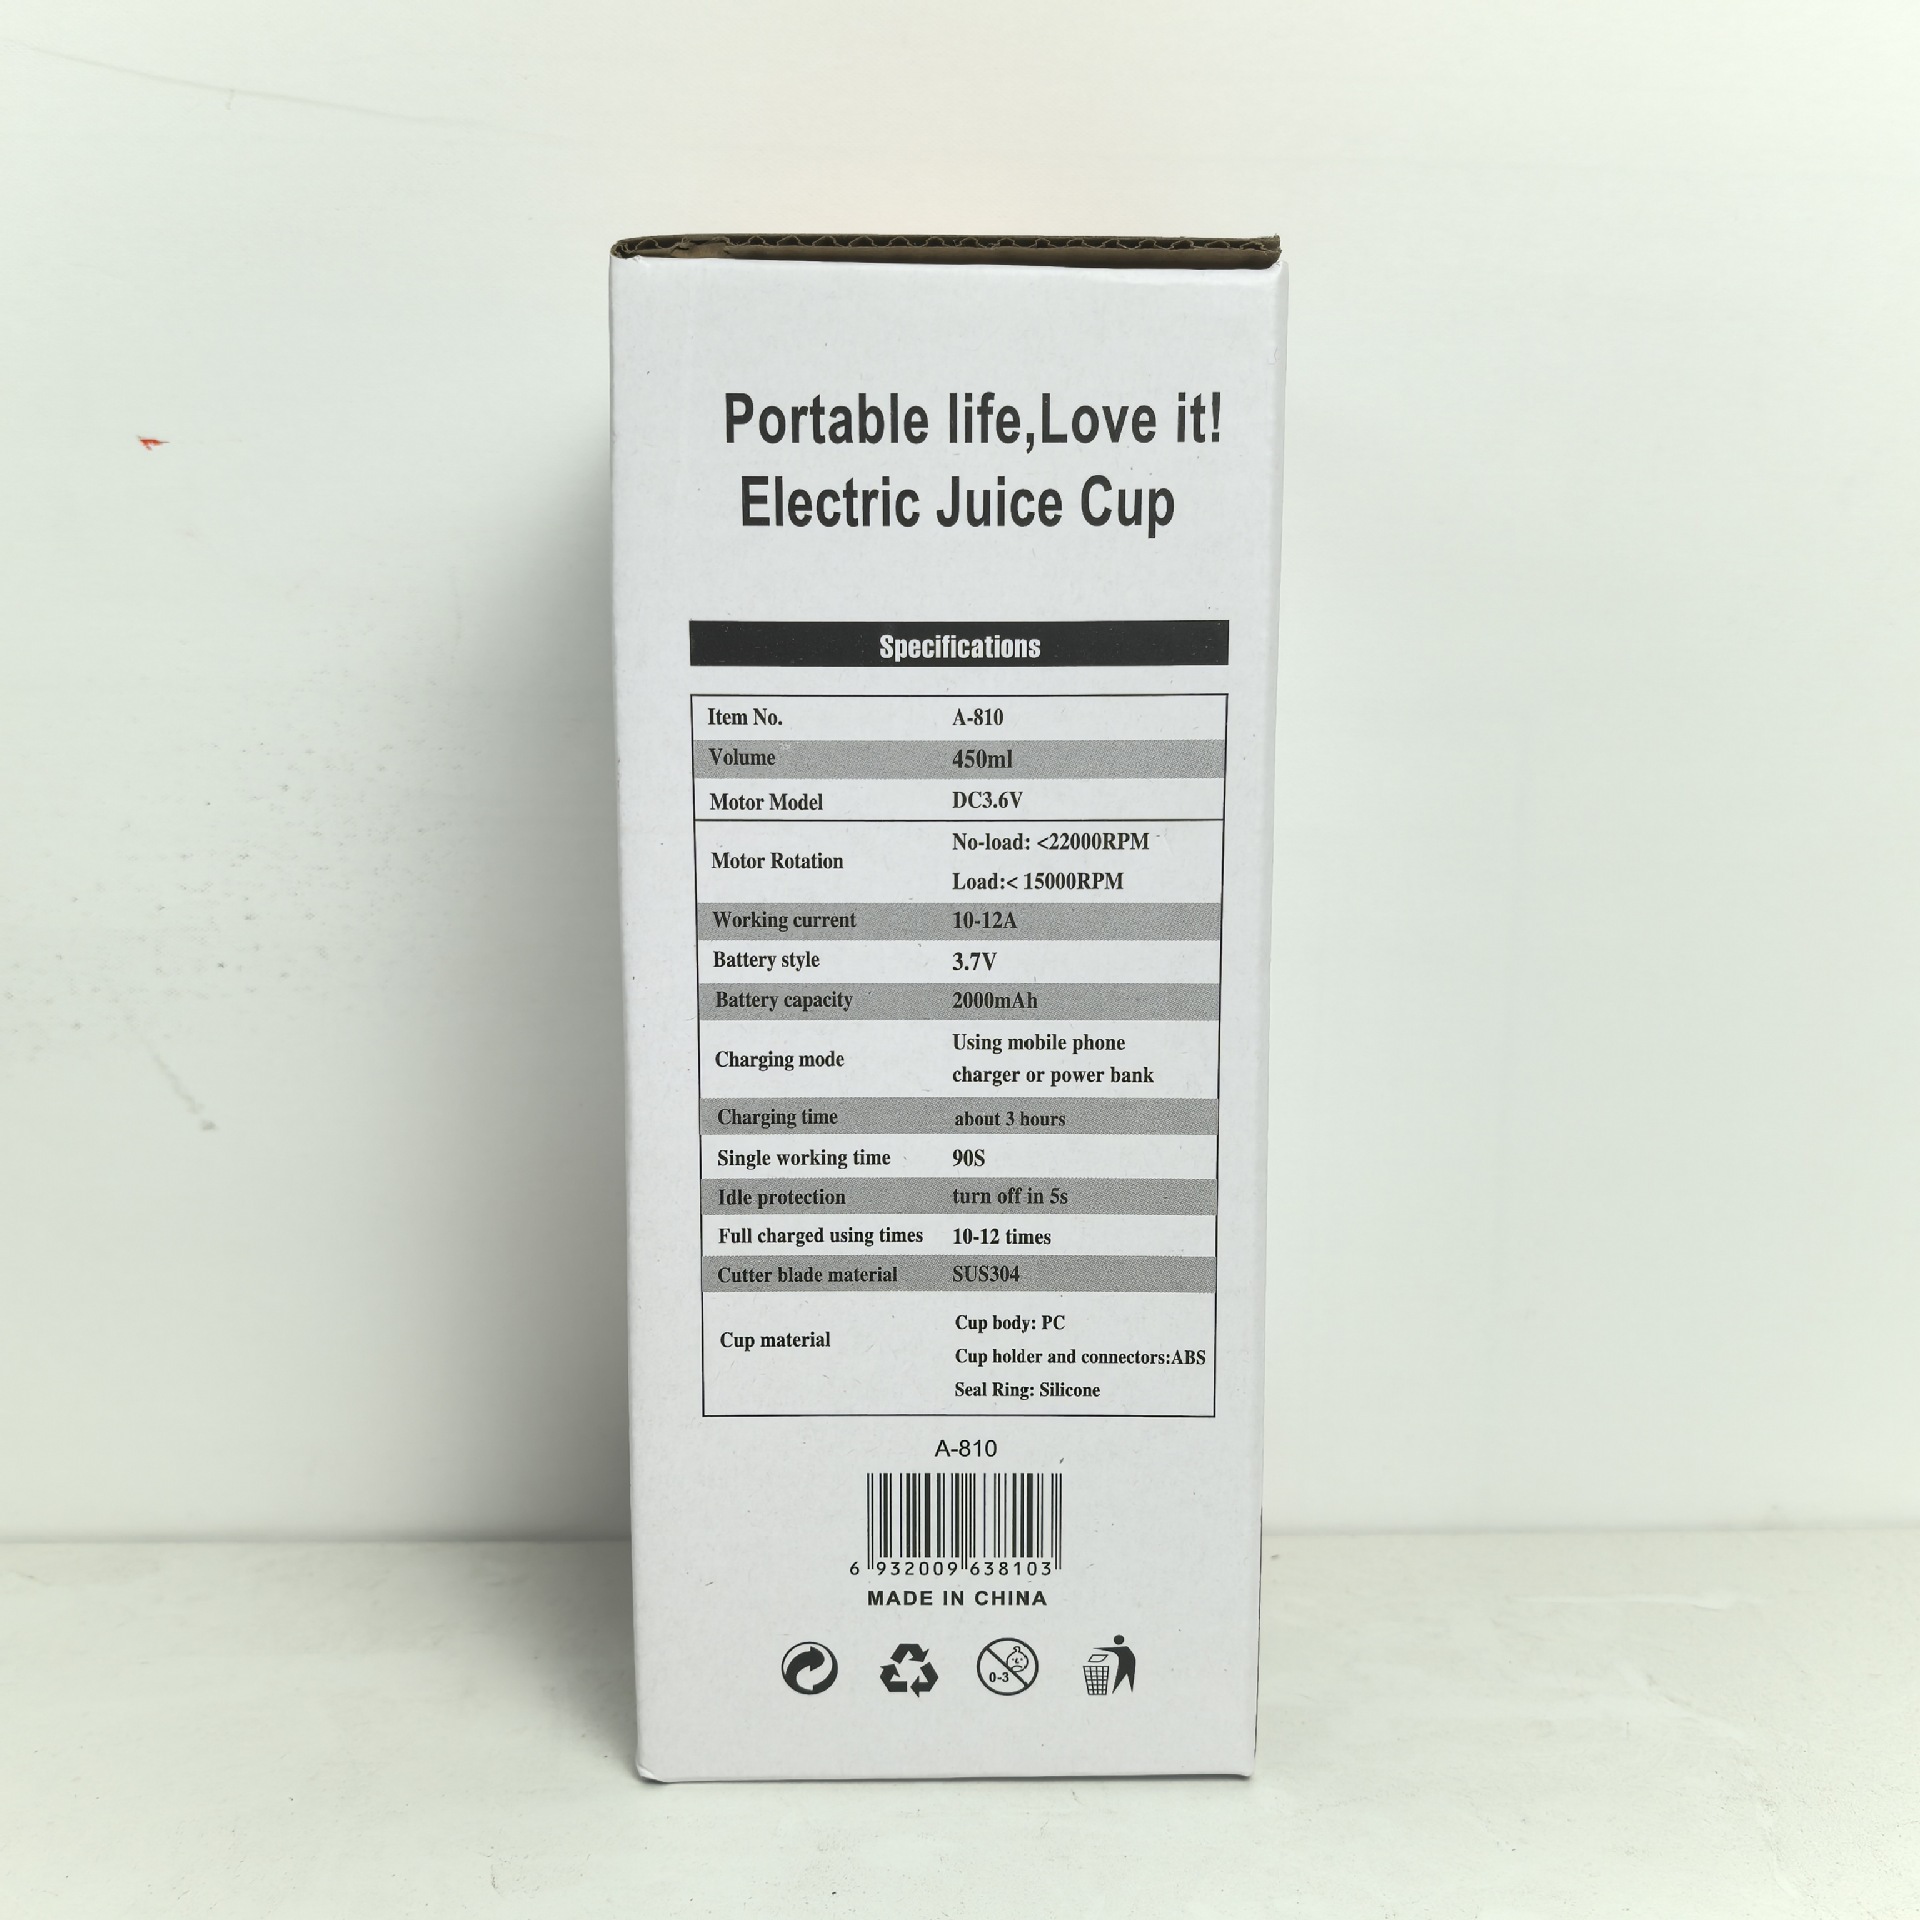 Portable life,Love it!
Electric Juice Cup
Specifications
Item No. A-810
Volume 450ml
Motor Model DC3.6V
Motor Rotation No-load: <22000RPM
Load:< 15000RPM
Working current 10-12A
Battery style 3.7V
Battery capacity 2000mAh
Charging mode Using mobile phone
charger or power bank
Charging time about 3 hours
Single working time 90S
Idle protection turn off in 5s
Full charged using times 10-12 times
Cutter blade material SUS304
Cup material Cup body: PC
Cup holder and connectors:ABS
Seal Ring: Silicone
A-810
6 932009 638103
MADE IN CHINA
0-3